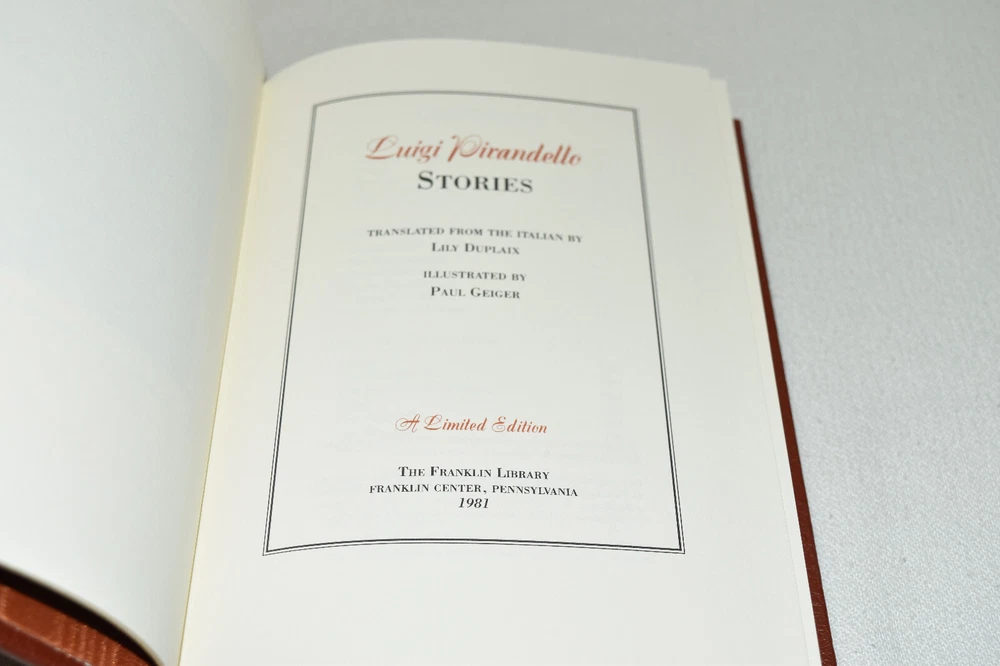 Luigi Pirandello
STORIES
TRANSLATED FROM THE ITALIAN BY
LILY DUPLAIX
ILLUSTRATED BY
PAUL GEIGER
A Limited Edition
THE FRANKLIN LIBRARY
FRANKLIN CENTER, PENNSYLVANIA
1981